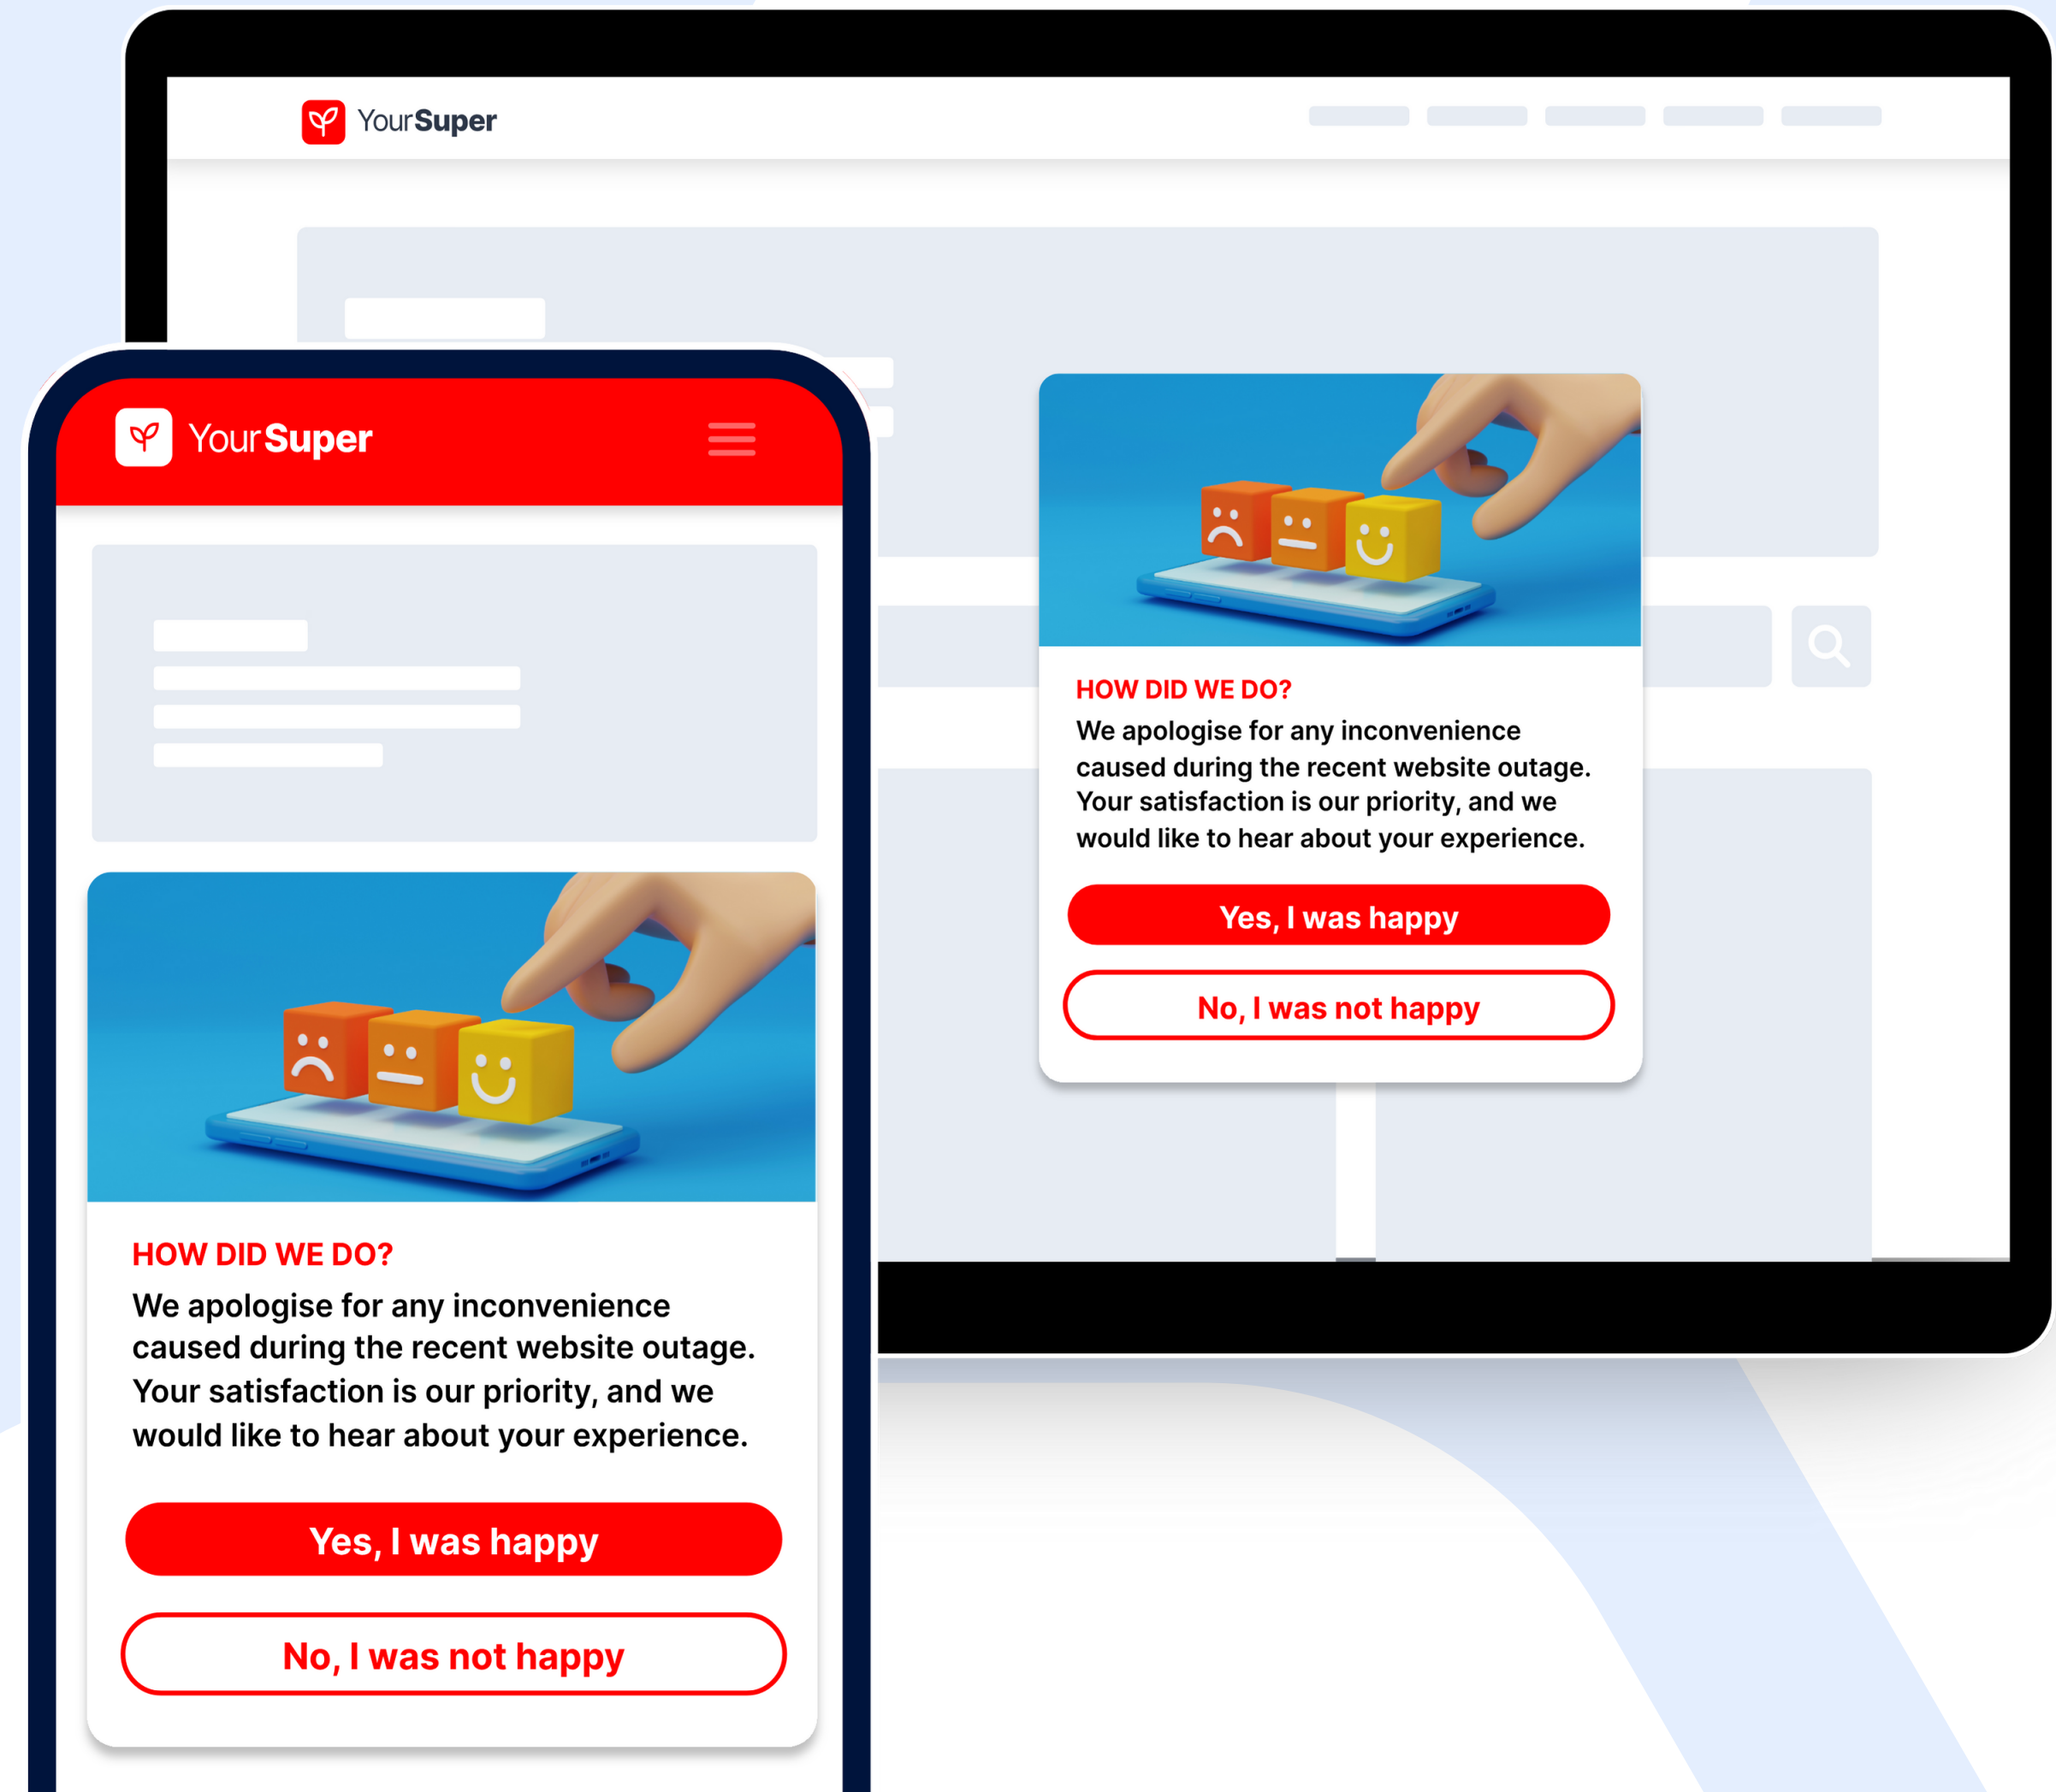 YourSuper
HOW DID WE DO?
We apologise for any inconvenience
caused during the recent website outage.
Your satisfaction is our priority, and we
would like to hear about your experience.
Yes, I was happy
No, I was not happy
YourSuper
HOW DID WE DO?
We apologise for any inconvenience
caused during the recent website outage.
Your satisfaction is our priority, and we
would like to hear about your experience.
Yes, I was happy
No, I was not happy